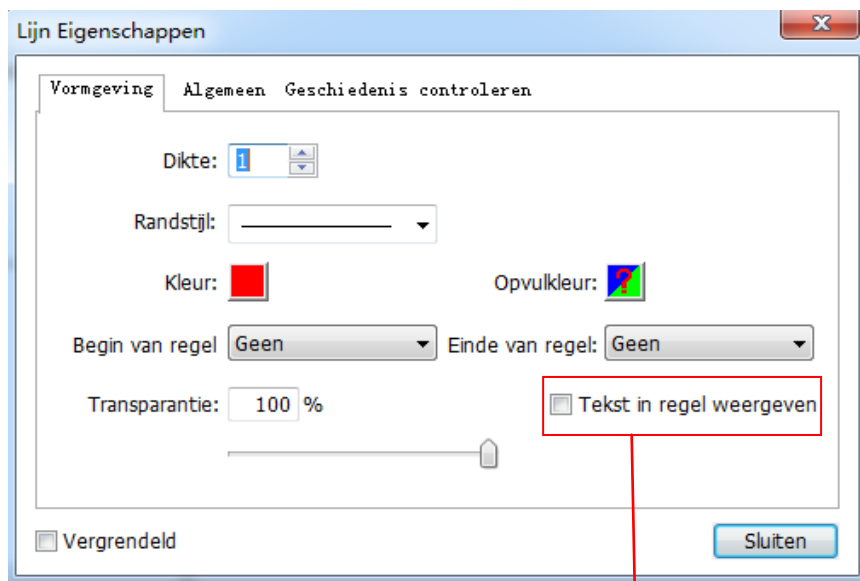 Lijn Eigenschappen
Vormgeving Algemeen Geschiedenis controleren
Dikte: 1
Randstijl:
Kleur: Opvulkleur: ?
Begin van regel Geen Einde van regel: Geen
Transparantie: 100 % Tekst in regel weergeven
Vergrendeld Sluiten